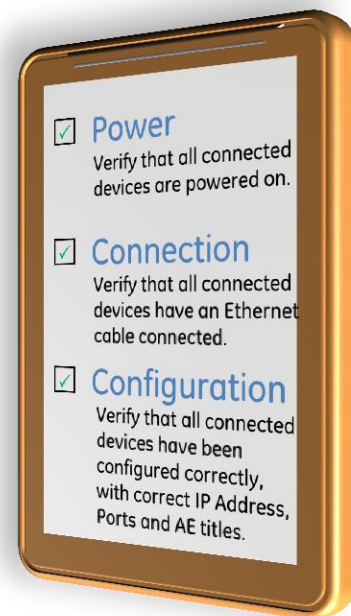 Power
Verify that all connected
devices are powered on.
Connection
Verify that all connected
devices have an Ethernet
cable connected.
Configuration
Verify that all connected
devices have been
configured correctly,
with correct IP Address,
Ports and AE titles.